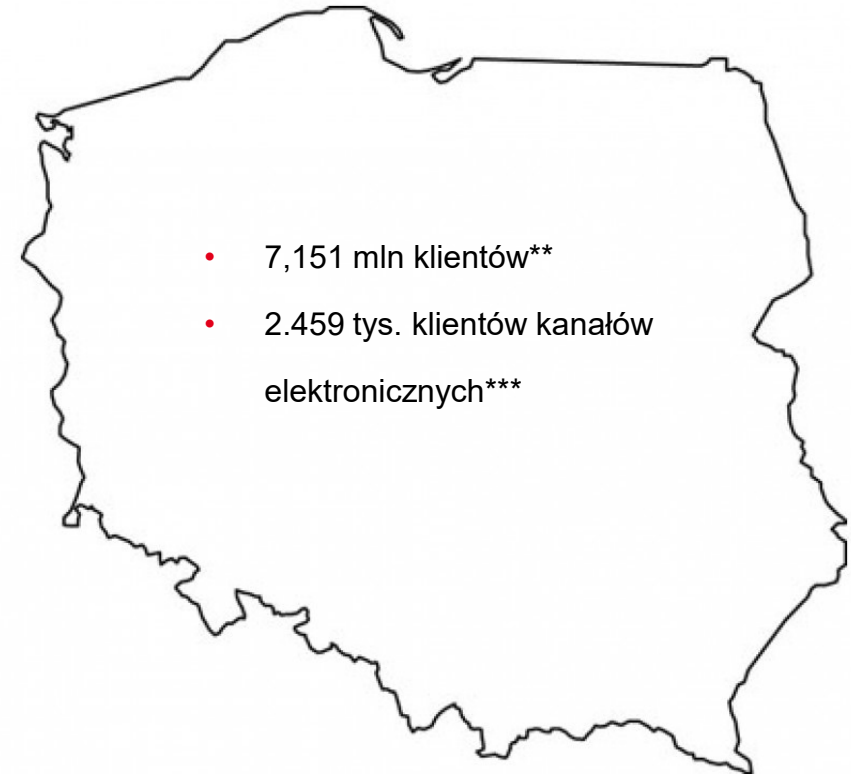 • 7,151 mln klientów**
• 2.459 tys. klientów kanałów
elektronicznych***